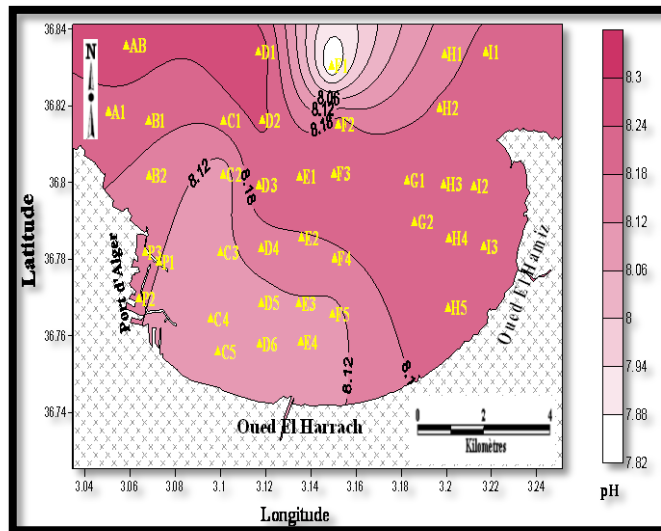 36.84
36.82
36.8
36.78
36.76
36.74
Latitude
N
AB
D1
F1
H1
I1
A1
B1
C1
D2
8.06
8.12
8.18
F2
H2
B2
8.12
C2
8.18
D3
E1
F3
G1
H3
I2
G2
P3
P1
C3
D4
E2
F4
H4
I3
P2
C4
D5
E3
F5
H5
C5
D6
E4
8.12
Port d'Alger
Oued El Hamiz
Oued El Harrach
0 2 4
Kilomètres
3.04 3.06 3.08 3.1 3.12 3.14 3.16 3.18 3.2 3.22 3.24
Longitude
8.3
8.24
8.18
8.12
8.06
8
7.94
7.88
7.82
pH